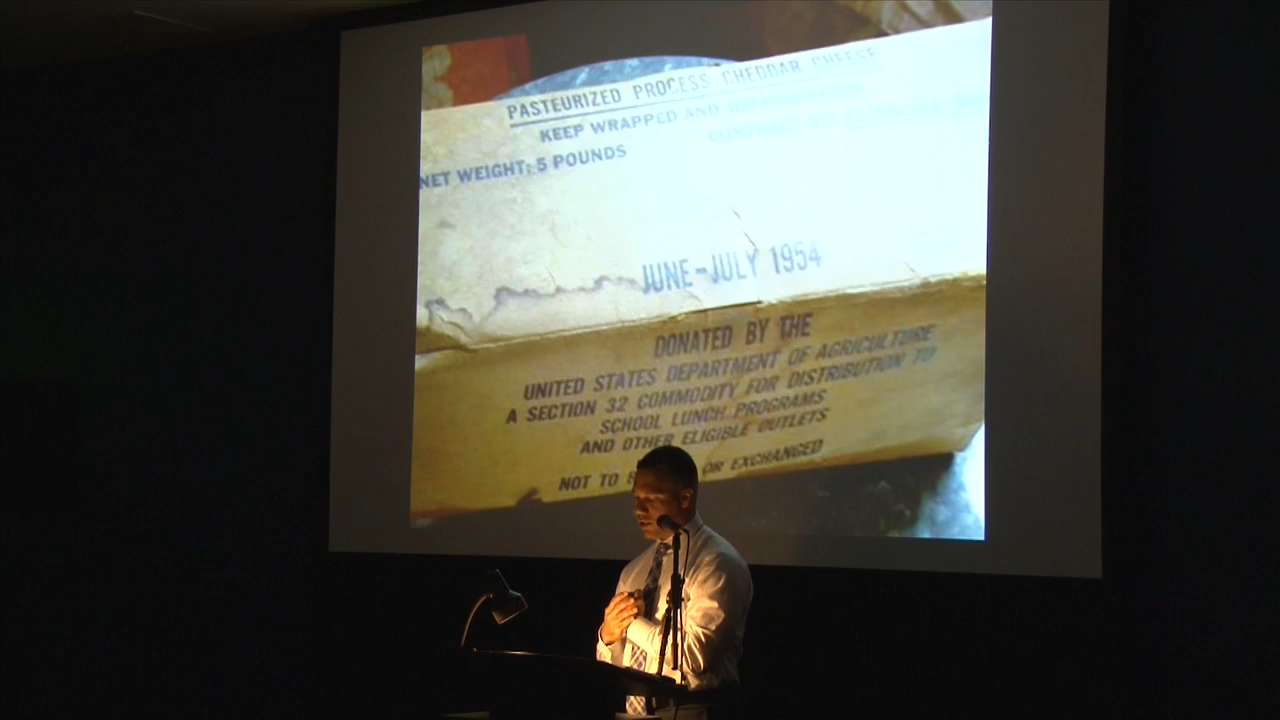 PASTEURIZED PROCESS CHEDDAR CHEESE
KEEP WRAPPED AND
NET WEIGHT: 5 POUNDS
JUNE-JULY 1954
DONATED BY THE
UNITED STATES DEPARTMENT OF AGRICULTURE
A SECTION 32 COMMODITY FOR DISTRIBUTION TO
SCHOOL LUNCH PROGRAMS
AND OTHER ELIGIBLE OUTLETS
NOT TO OR EXCHANGED